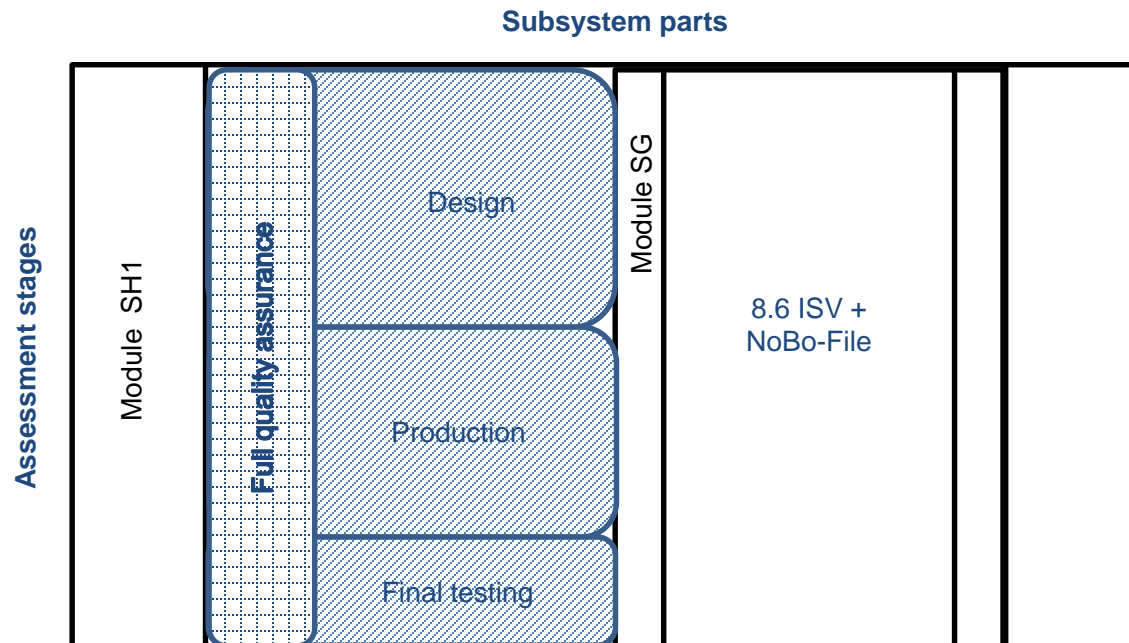 Subsystem parts
Assessment stages
Module SH1
Full quality assurance
Design
Production
Final testing
Module SG
8.6 ISV +
NoBo-File